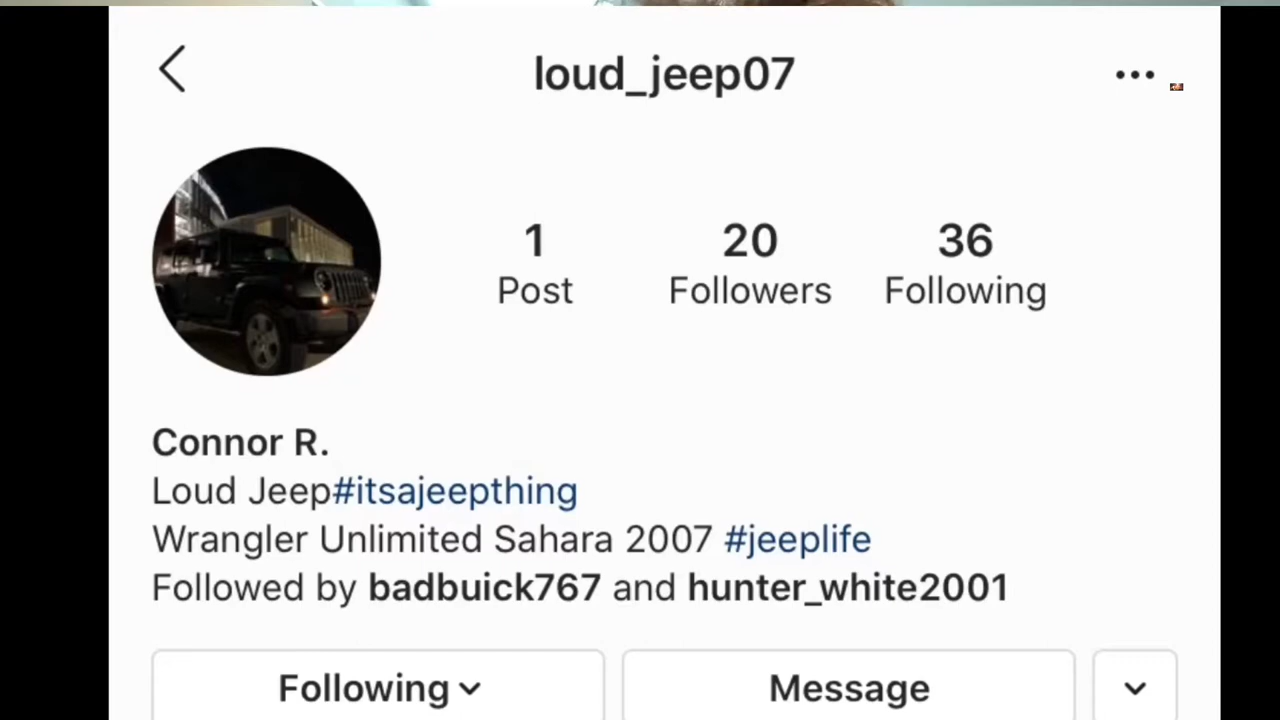 loud_jeep07
1
Post
20
Followers
36
Following
Connor R.
Loud Jeep#itsajeepthing
Wrangler Unlimited Sahara 2007 #jeeplife
Followed by badbuick767 and hunter_white2001
Following
Message